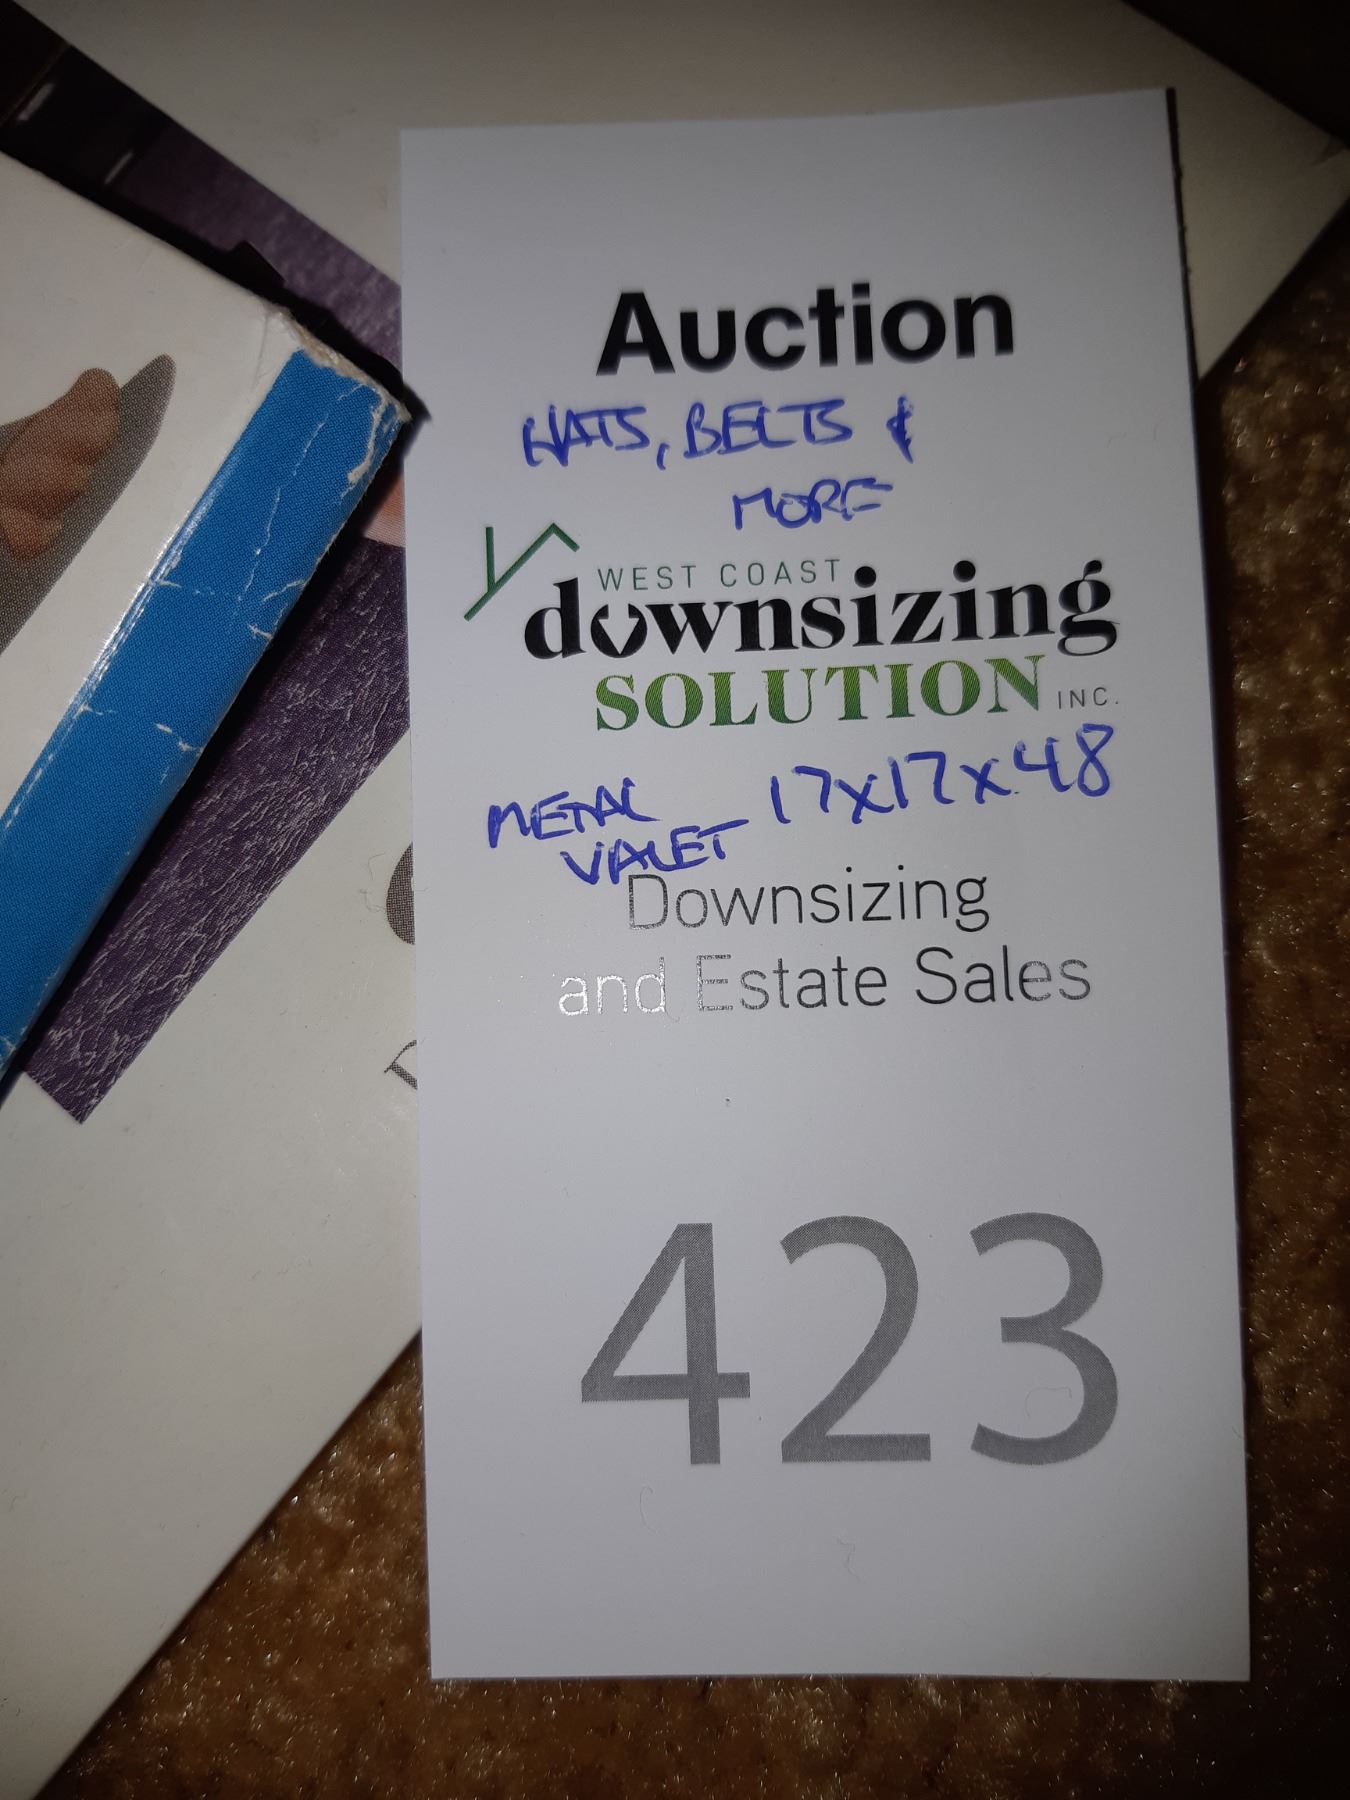 Auction
HATS, BELTS &
MORE
WEST COAST
downsizing
SOLUTION INC.
METAL 17x17x48
VALET
Downsizing
and Estate Sales
423